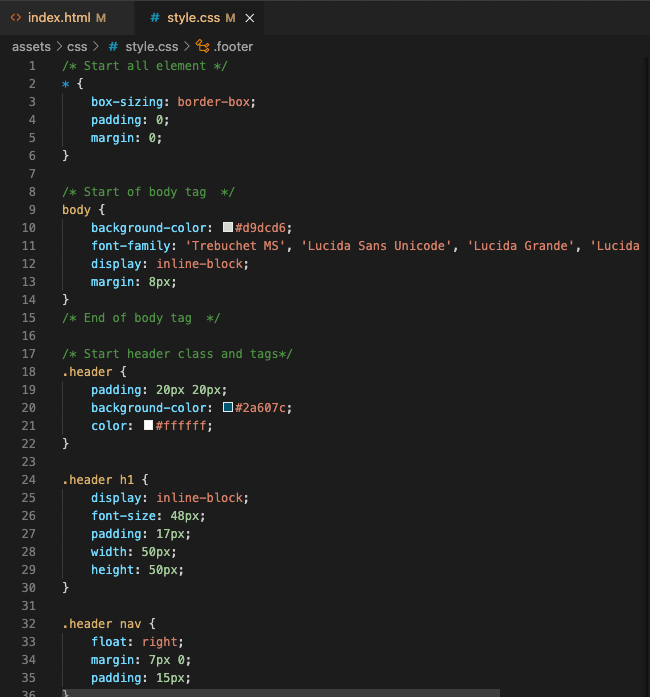 index.html M style.css M
assets > css > # style.css > .footer
1 /* Start all element */
2 * {
3 box-sizing: border-box;
4 padding: 0;
5 margin: 0;
6 }
7
8 /* Start of body tag  */
9 body {
10 background-color: #d9dcd6;
11 font-family: 'Trebuchet MS', 'Lucida Sans Unicode', 'Lucida Grande', 'Lucida
12 display: inline-block;
13 margin: 8px;
14 }
15 /* End of body tag  */
16
17 /* Start header class and tags*/
18 .header {
19 padding: 20px 20px;
20 background-color: #2a607c;
21 color: #ffffff;
22 }
23
24 .header h1 {
25 display: inline-block;
26 font-size: 48px;
27 padding: 17px;
28 width: 50px;
29 height: 50px;
30 }
31
32 .header nav {
33 float: right;
34 margin: 7px 0;
35 padding: 15px;
36 }